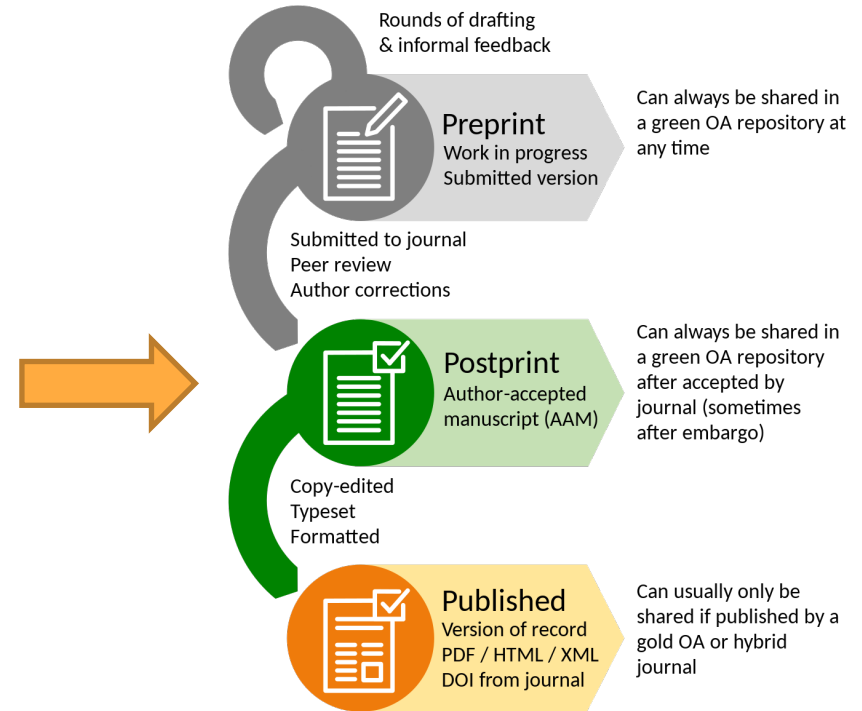 Rounds of drafting
& informal feedback
Preprint
Work in progress
Submitted version
Can always be shared in
a green OA repository at
any time
Submitted to journal
Peer review
Author corrections
Postprint
Author-accepted
manuscript (AAM)
Can always be shared in
a green OA repository
after accepted by
journal (sometimes
after embargo)
Copy-edited
Typeset
Formatted
Published
Version of record
PDF / HTML / XML
DOI from journal
Can usually only be
shared if published by a
gold OA or hybrid
journal